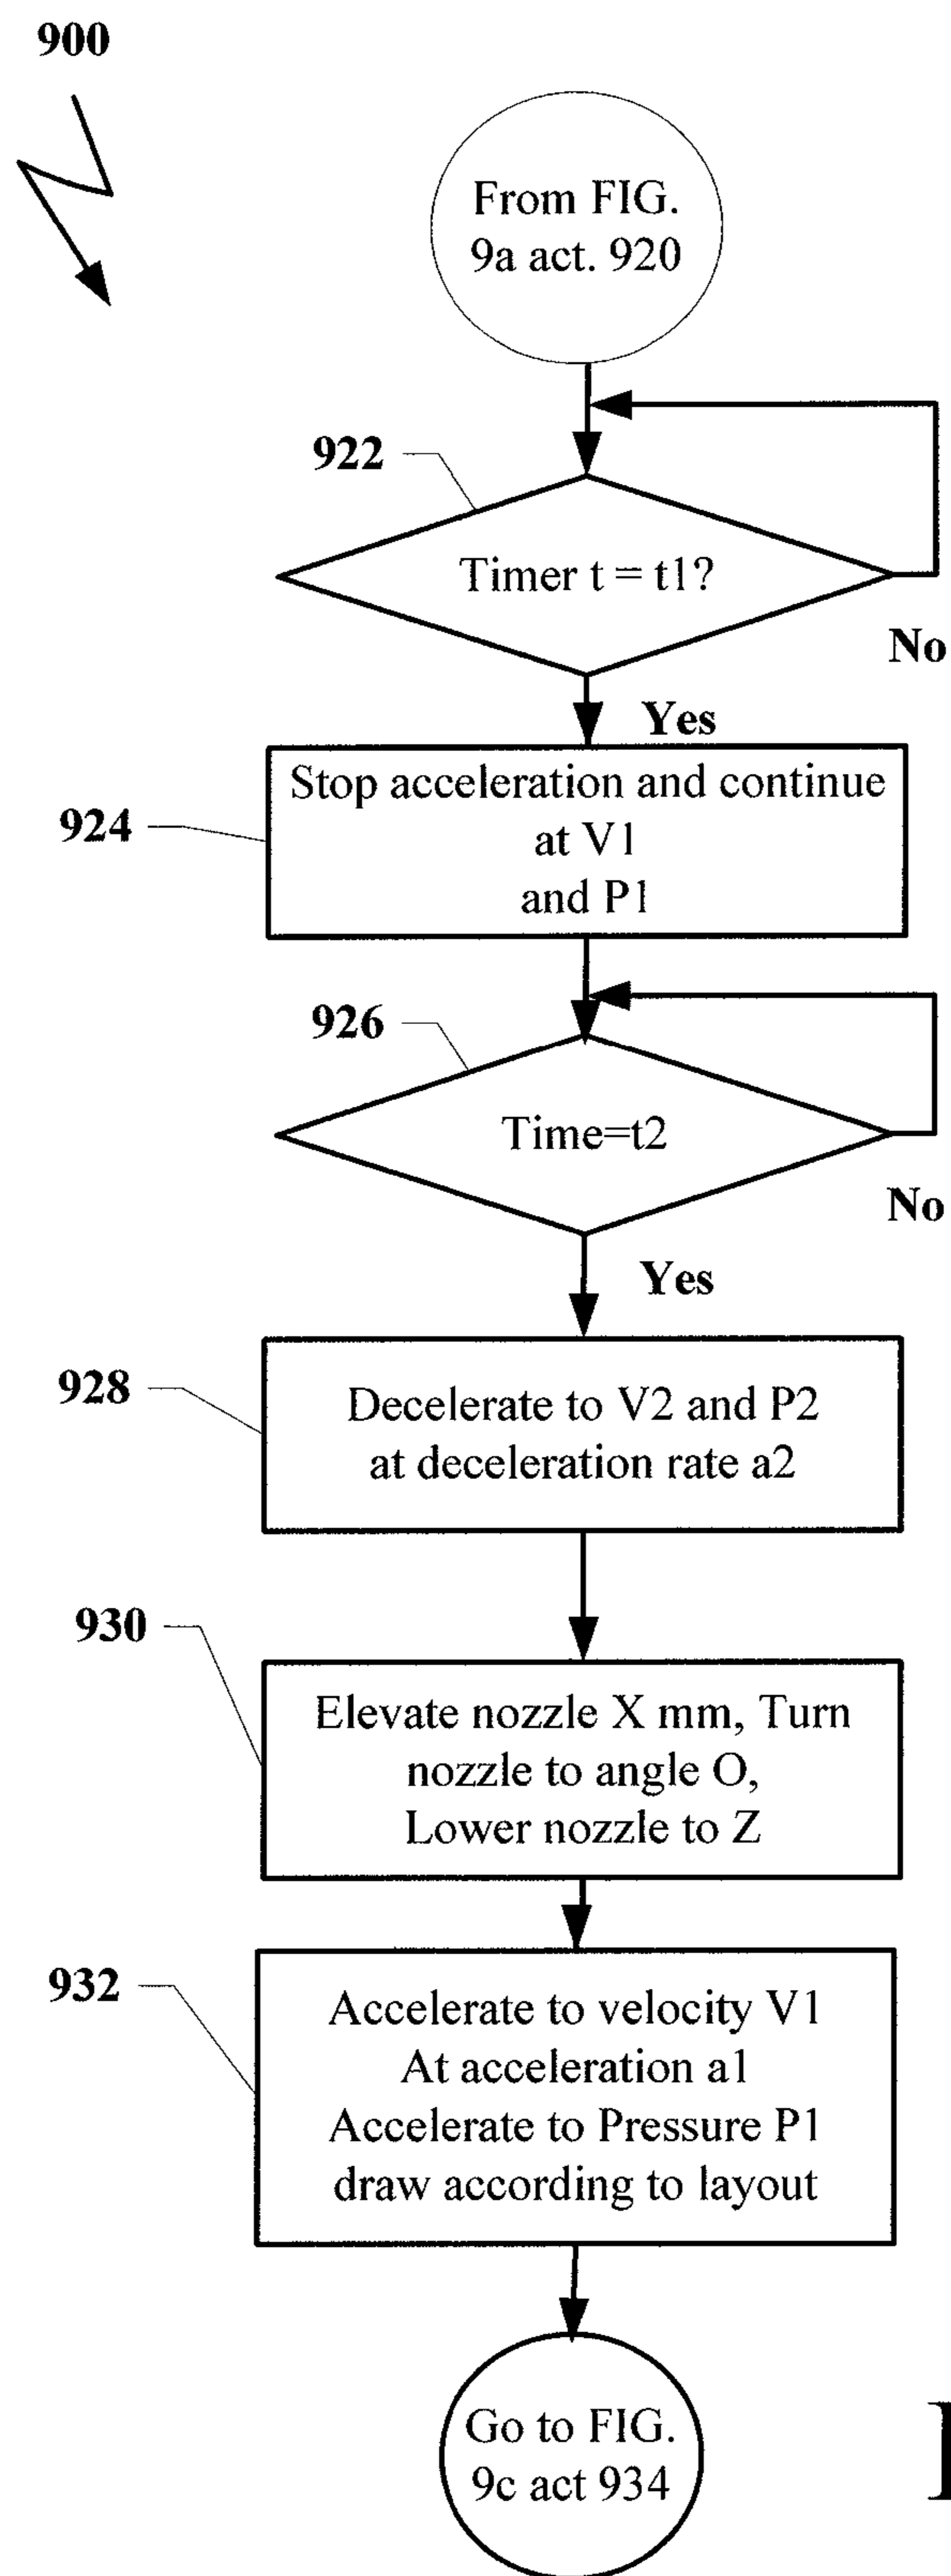 900
From FIG.
9a act. 920
922
Timer t = t1?
No
Yes
924
Stop acceleration and continue
at V1
and P1
926
Time=t2
No
Yes
928
Decelerate to V2 and P2
at deceleration rate a2
930
Elevate nozzle X mm, Turn
nozzle to angle O,
Lower nozzle to Z
932
Accelerate to velocity V1
At acceleration a1
Accelerate to Pressure P1
draw according to layout
Go to FIG.
9c act 934